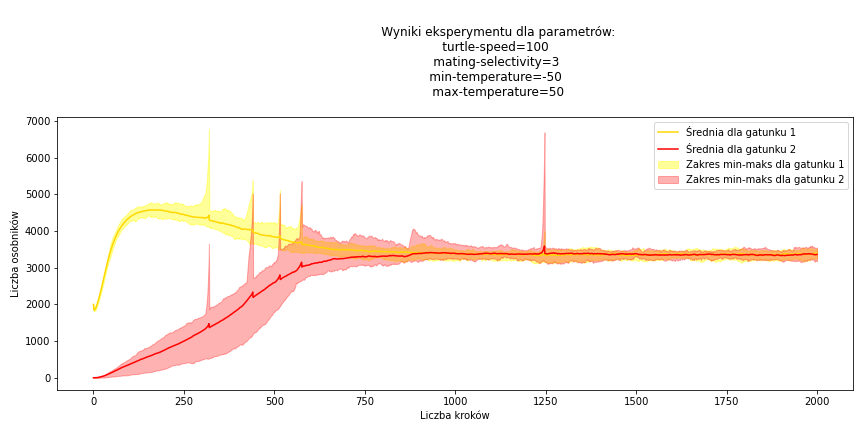 Wyniki eksperymentu dla parametrów:
turtle-speed=100
mating-selectivity=3
min-temperature=-50
max-temperature=50
7000
6000
5000
4000
3000
2000
1000
0
Liczba osobników
Średnia dla gatunku 1
Średnia dla gatunku 2
Zakres min-maks dla gatunku 1
Zakres min-maks dla gatunku 2
0 250 500 750 1000 1250 1500 1750 2000
Liczba kroków